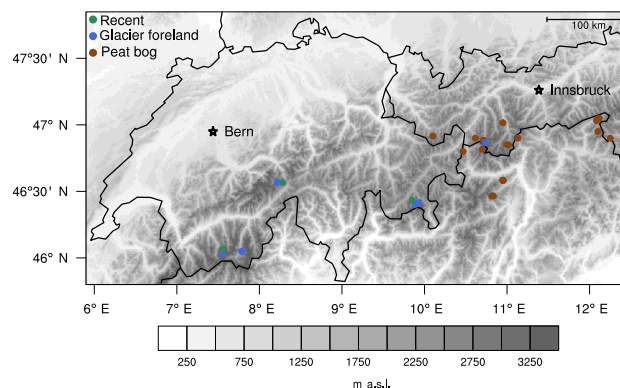 Recent
Glacier foreland
Peat bog
100 km
47°30' N
47° N
46°30' N
46° N
Innsbruck
Bern
6° E
7° E
8° E
9° E
10° E
11° E
12° E
250
750
1250
1750
2250
2750
3250
m a.s.l.